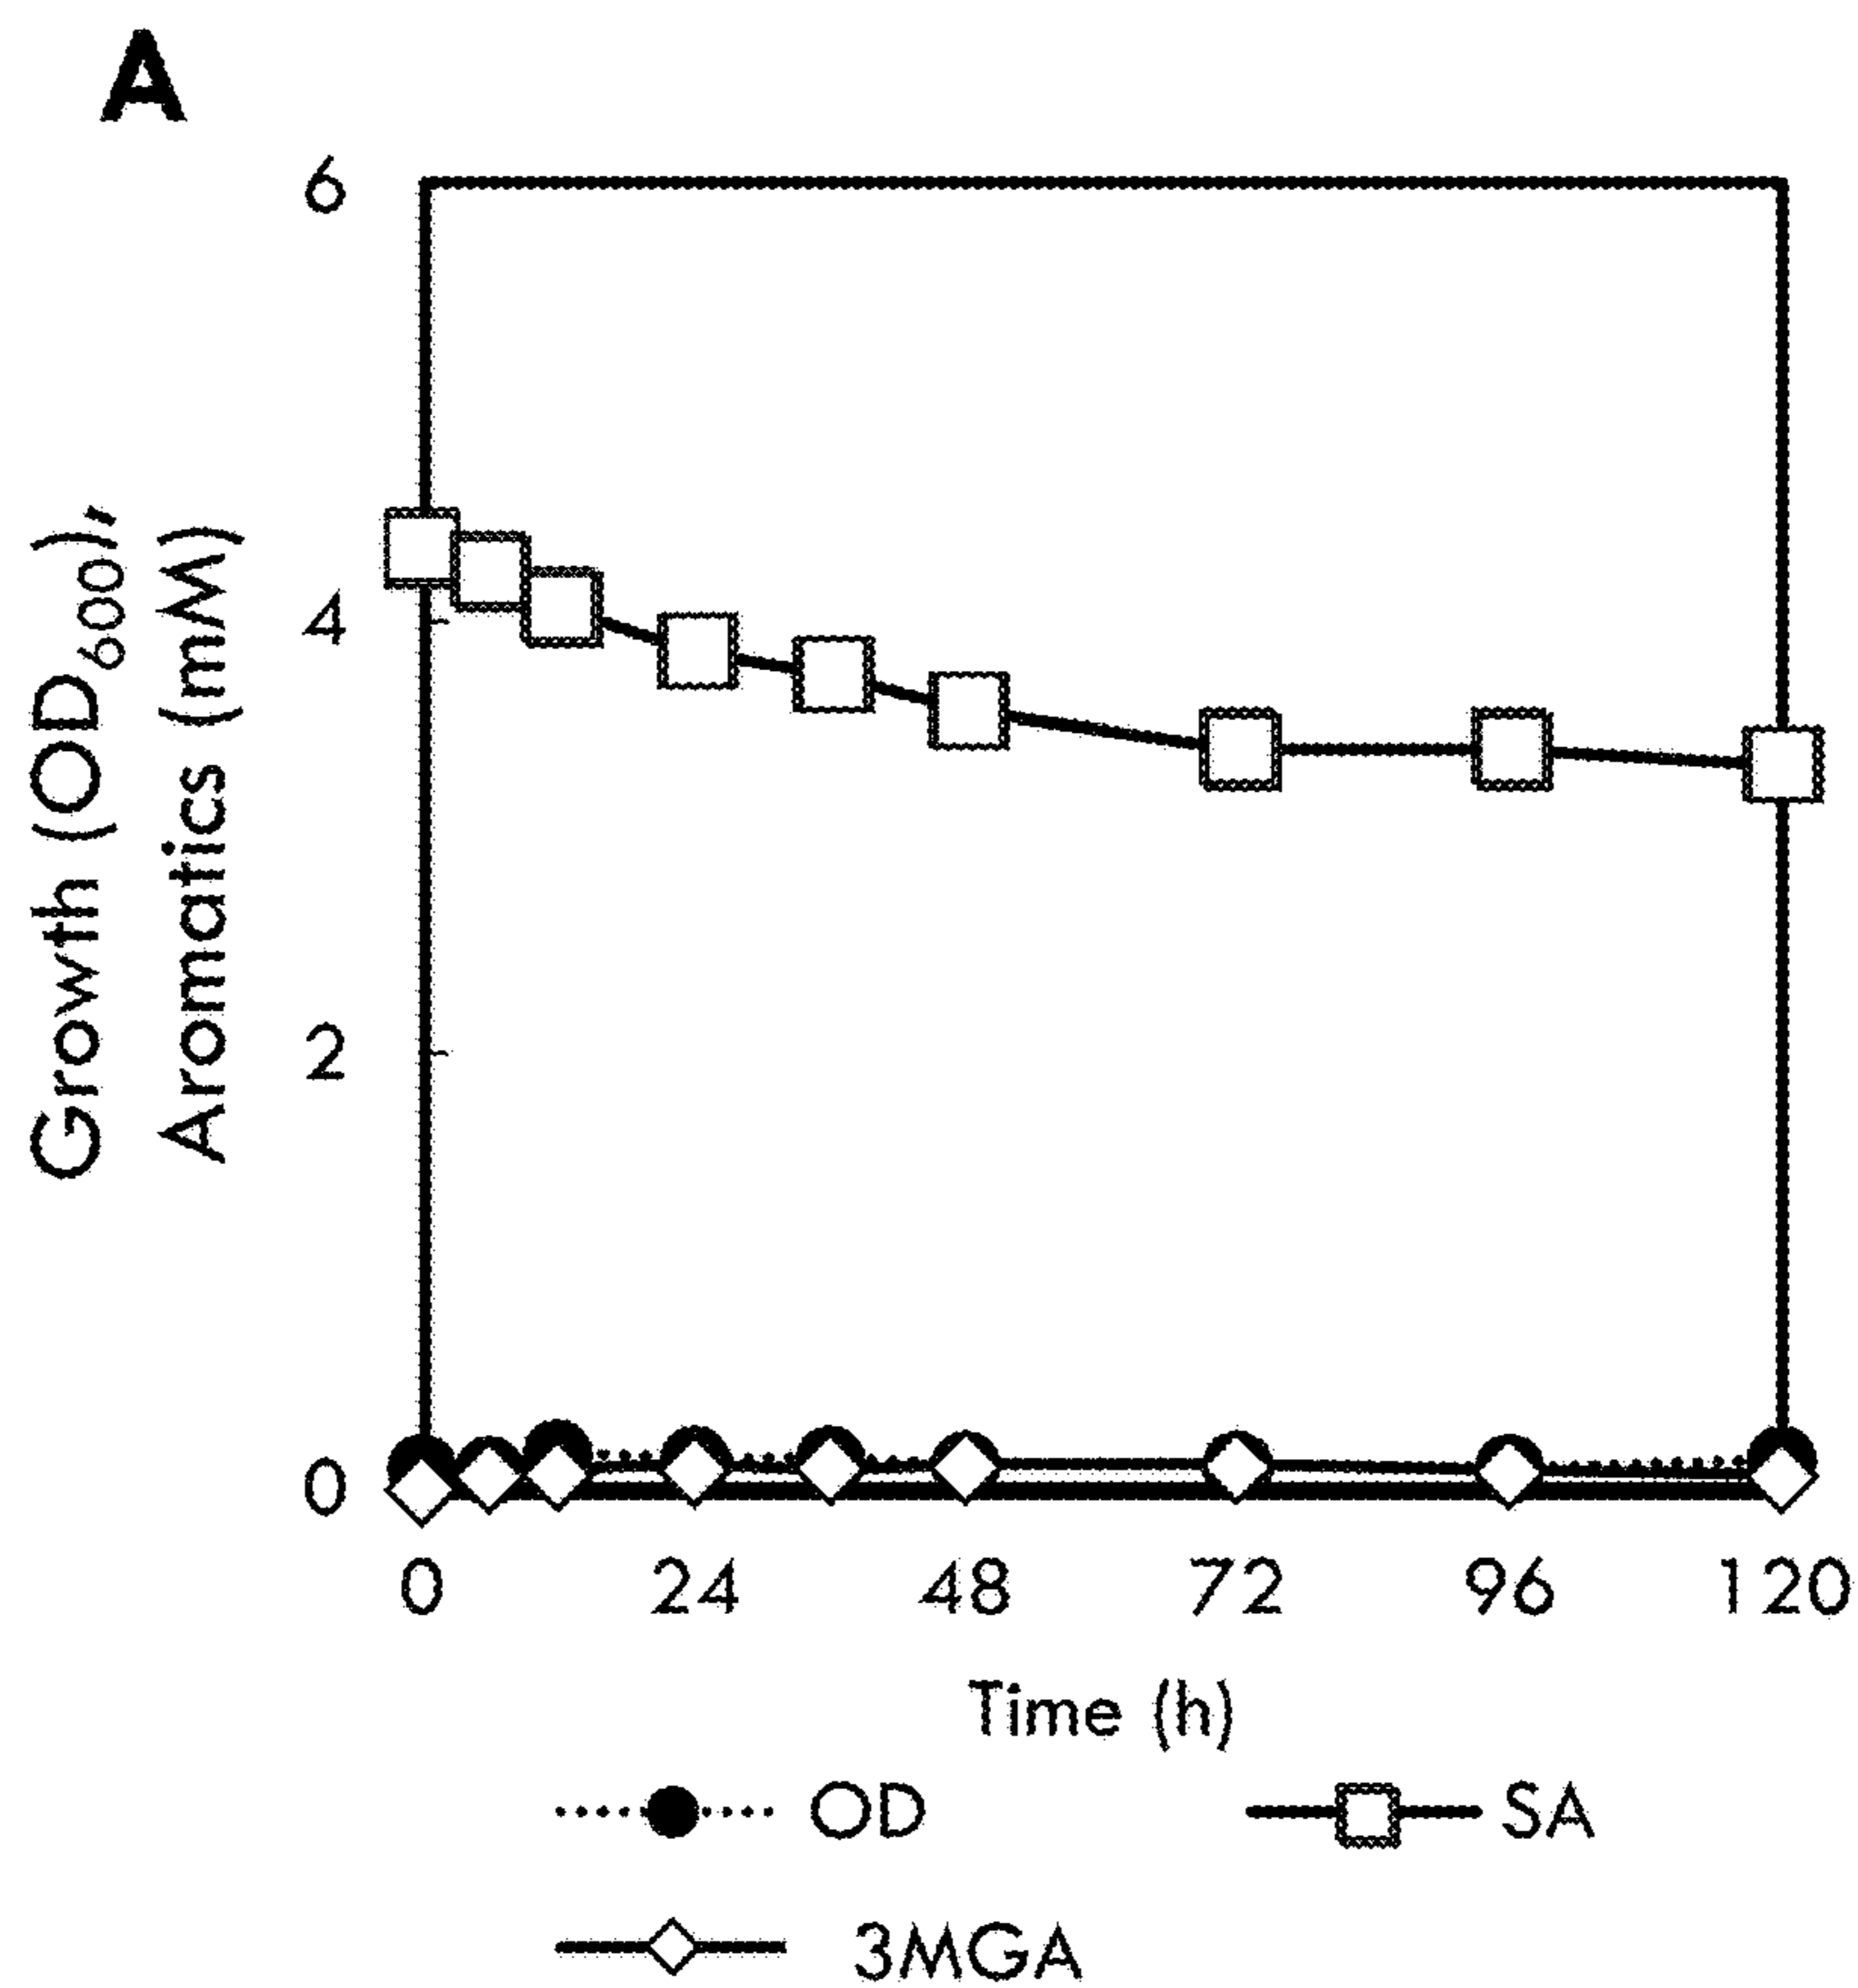 A
Growth (OD600),
Aromatics (mM)
6
4
2
0
0 24 48 72 96 120
Time (h)
OD SA
3MGA